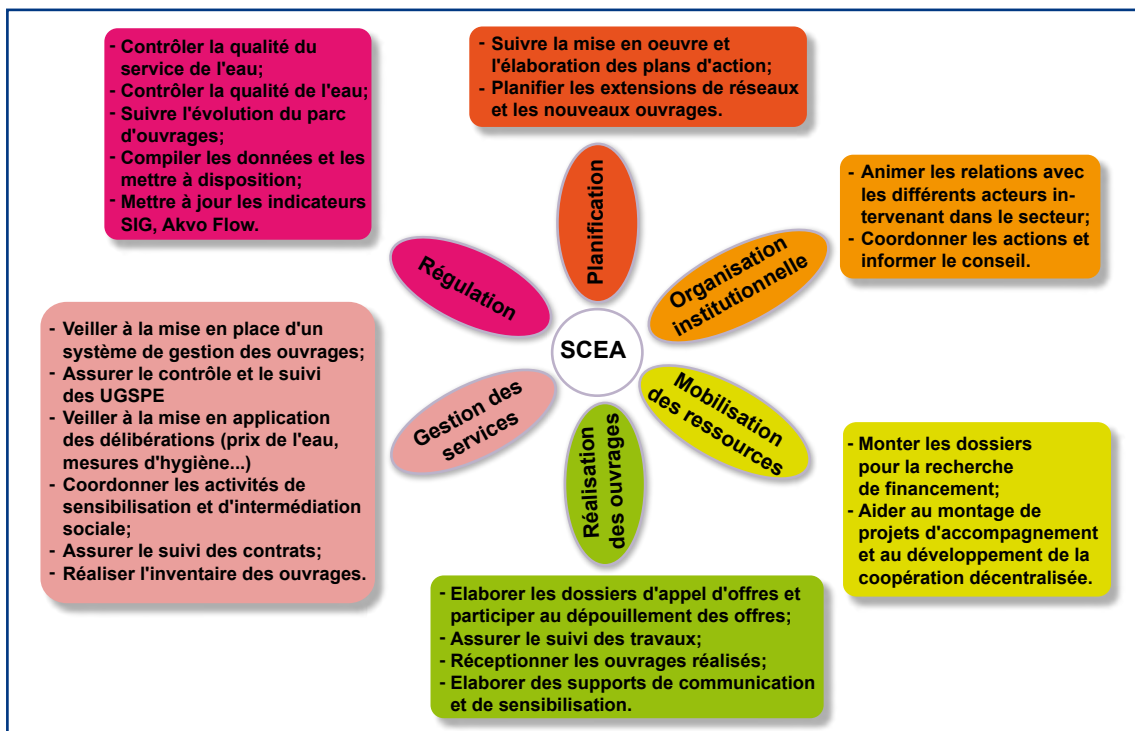 - Contrôler la qualité du
service de l'eau;
- Contrôler la qualité de l'eau;
- Suivre l'évolution du parc
d'ouvrages;
- Compiler les données et les
mettre à disposition;
- Mettre à jour les indicateurs
SIG, Akvo Flow.
- Suivre la mise en oeuvre et
l'élaboration des plans d'action;
- Planifier les extensions de réseaux
et les nouveaux ouvrages.
- Animer les relations avec
les différents acteurs in-
tervenant dans le secteur;
- Coordonner les actions et
informer le conseil.
Régulation
Planification
Organisation
institutionnelle
SCEA
Gestion des
services
Réalisation
des ouvrages
Mobilisation
des ressources
- Veiller à la mise en place d'un
système de gestion des ouvrages;
- Assurer le contrôle et le suivi
des UGSPE
- Veiller à la mise en application
des délibérations (prix de l'eau,
mesures d'hygiène...)
- Coordonner les activités de
sensibilisation et d'intermédiation
sociale;
- Assurer le suivi des contrats;
- Réaliser l'inventaire des ouvrages.
- Monter les dossiers
pour la recherche
de financement;
- Aider au montage de
projets d'accompagnement
et au développement de la
coopération décentralisée.
- Elaborer les dossiers d'appel d'offres et
participer au dépouillement des offres;
- Assurer le suivi des travaux;
- Réceptionner les ouvrages réalisés;
- Elaborer des supports de communication
et de sensibilisation.